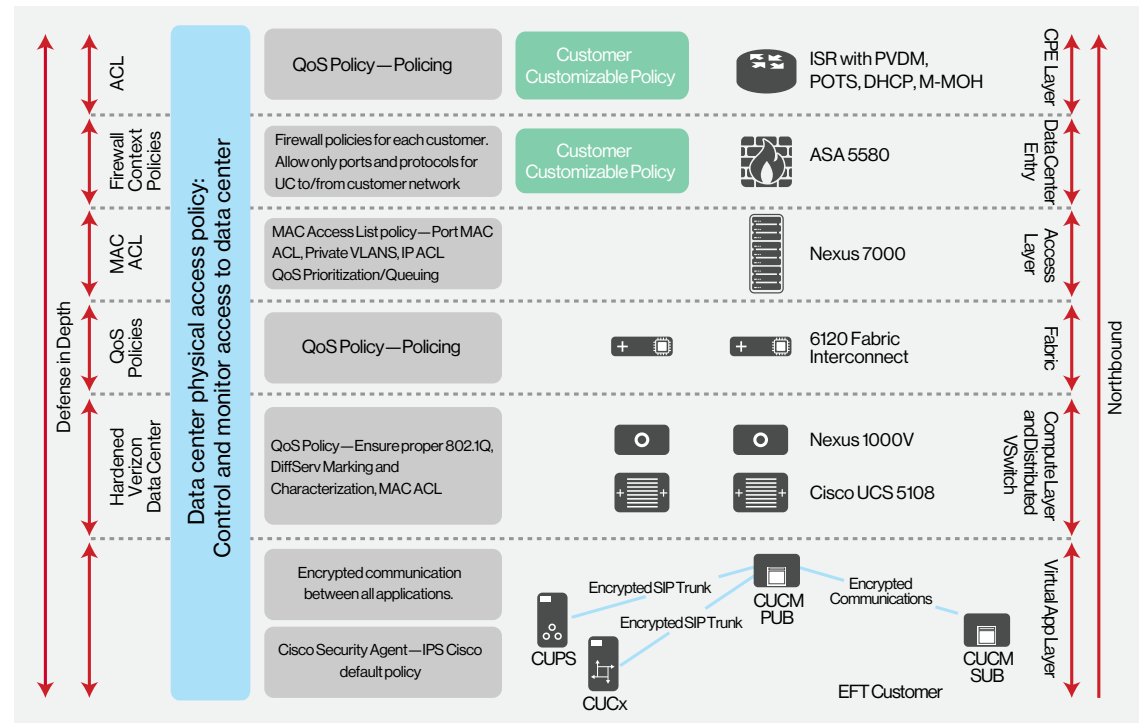 Defense in Depth
ACL
Firewall
Context
Policies
MAC
ACL
QoS
Policies
Hardened
Verizon
Data Center
Data center physical access policy:
Control and monitor access to data center
QoS Policy—Policing
Customer
Customizable Policy
ISR with PVDM,
POTS, DHCP, M-MOH
CPE Layer
Firewall policies for each customer.
Allow only ports and protocols for
UC to/from customer network
Customer
Customizable Policy
ASA 5580
Data Center
Entry
MAC Access List policy—Port MAC
ACL, Private VLANS, IP ACL
QoS Prioritization/Queuing
Nexus 7000
Access
Layer
QoS Policy—Policing
6120 Fabric
Interconnect
Fabric
QoS Policy—Ensure proper 802.1Q,
DiffServ Marking and
Characterization, MAC ACL
Nexus 1000V
Cisco UCS 5108
Compute Layer
and Distributed
VSwitch
Encrypted communication
between all applications.
Cisco Security Agent—IPS Cisco
default policy
Encrypted SIP Trunk
Encrypted SIP Trunk
Encrypted
Communications
CUPS
CUCx
CUCM
PUB
CUCM
SUB
EFT Customer
Virtual App Layer
Northbound